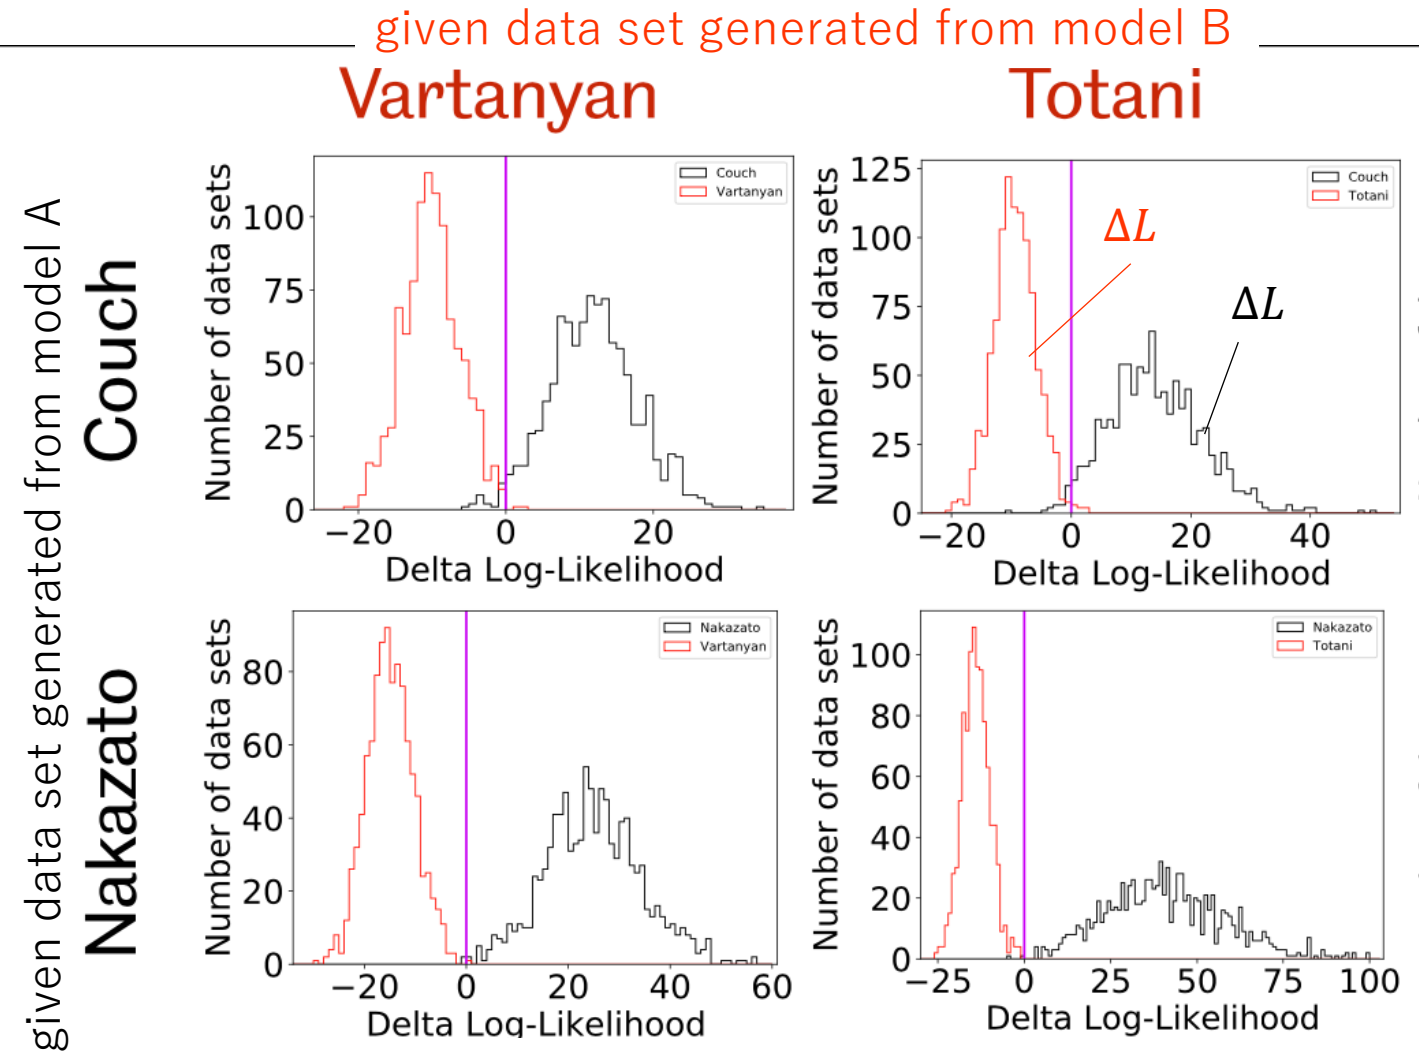 given data set generated from model B
Vartanyan
Totani
given data set generated from model A
Couch
Nakazato
Number of data sets
100
75
50
25
0
Couch
Vartanyan
−20
0
20
Delta Log-Likelihood
Number of data sets
125
100
75
50
25
0
Couch
Totani
ΔL
ΔL
−20
0
20
40
Delta Log-Likelihood
Number of data sets
80
60
40
20
0
Nakazato
Vartanyan
−20
0
20
40
60
Delta Log-Likelihood
Number of data sets
100
80
60
40
20
0
Nakazato
Totani
−25
0
25
50
75
100
Delta Log-Likelihood